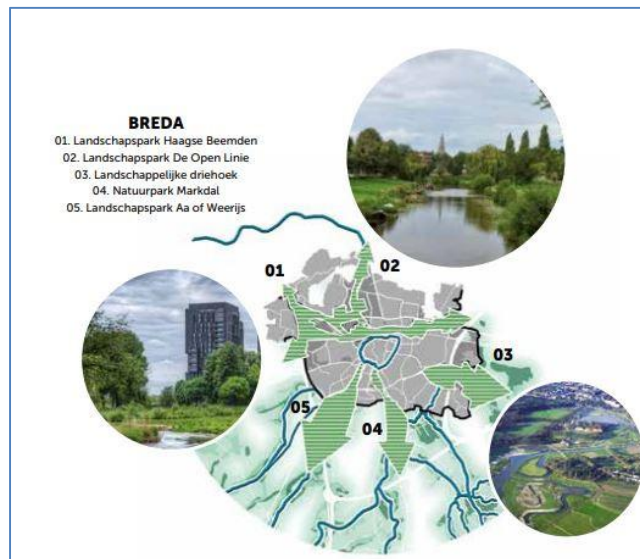 BREDA
01. Landschapspark Haagse Beemden
02. Landschapspark De Open Linie
03. Landschappelijke driehoek
04. Natuurpark Markdal
05. Landschapspark Aa of Weerijs
01
02
03
05
04